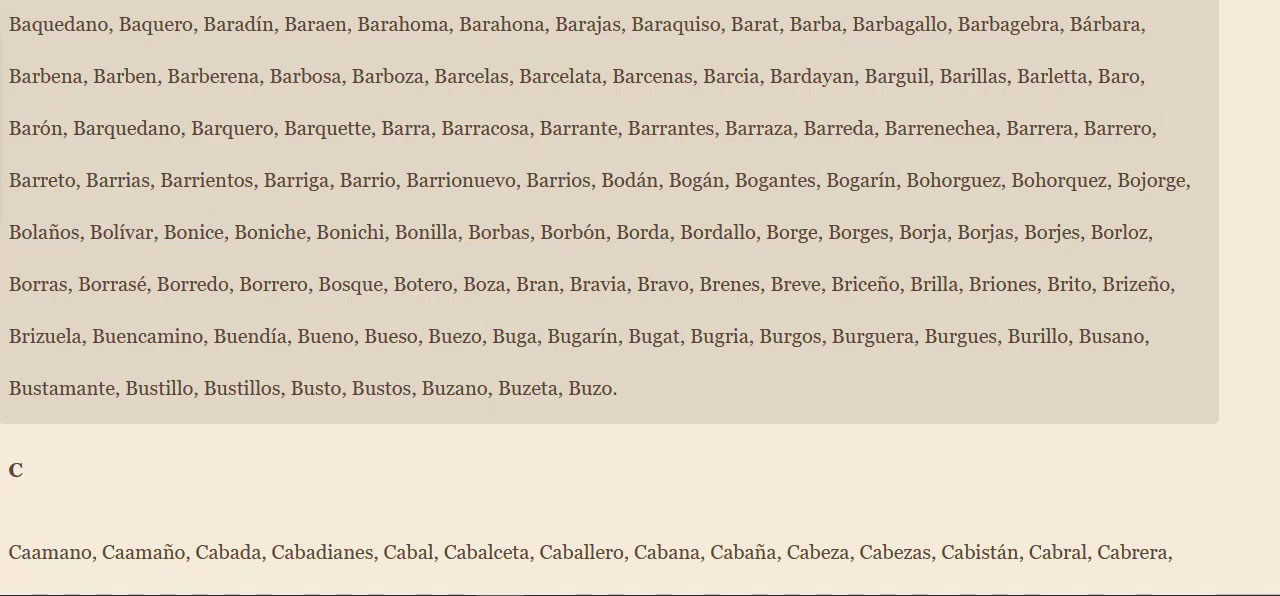 Baquedano, Baquero, Baradín, Baraen, Barahoma, Barahona, Barajas, Baraquiso, Barat, Barba, Barbagallo, Barbagebra, Bárbara,
Barbena, Barben, Barberena, Barbosa, Barboza, Barcelas, Barcelata, Barcenas, Barcia, Bardayan, Barguil, Barillas, Barletta, Baro,
Barón, Barquedano, Barquero, Barquette, Barra, Barracosa, Barrante, Barrantes, Barraza, Barreda, Barrenechea, Barrera, Barrero,
Barreto, Barrias, Barrientos, Barriga, Barrio, Barrionuevo, Barrios, Bodán, Bogán, Bogantes, Bogarín, Bohorguez, Bohorquez, Bojorge,
Bolaños, Bolívar, Bonice, Boniche, Bonichi, Bonilla, Borbas, Borbón, Borda, Bordallo, Borge, Borges, Borja, Borjas, Borjes, Borloz,
Borras, Borrasé, Borredo, Borrero, Bosque, Botero, Boza, Bran, Bravia, Bravo, Brenes, Breve, Briceño, Brilla, Briones, Brito, Brizeño,
Brizuela, Buencamino, Buendía, Bueno, Bueso, Buezo, Buga, Bugarín, Bugat, Bugria, Burgos, Burguera, Burgues, Burillo, Busano,
Bustamante, Bustillo, Bustillos, Busto, Bustos, Buzano, Buzeta, Buzo.
C
Caamano, Caamaño, Cabada, Cabadianes, Cabal, Cabalceta, Caballero, Cabana, Cabaña, Cabeza, Cabezas, Cabistán, Cabral, Cabrera,